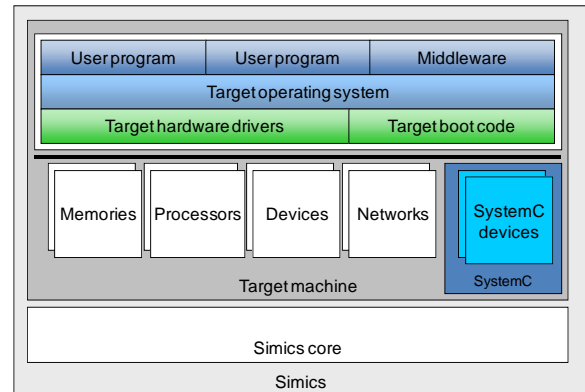 User program User program Middleware
Target operating system
Target hardware drivers Target boot code
Memories Processors Devices Networks SystemC
devices
SystemC
Target machine
Simics core
Simics